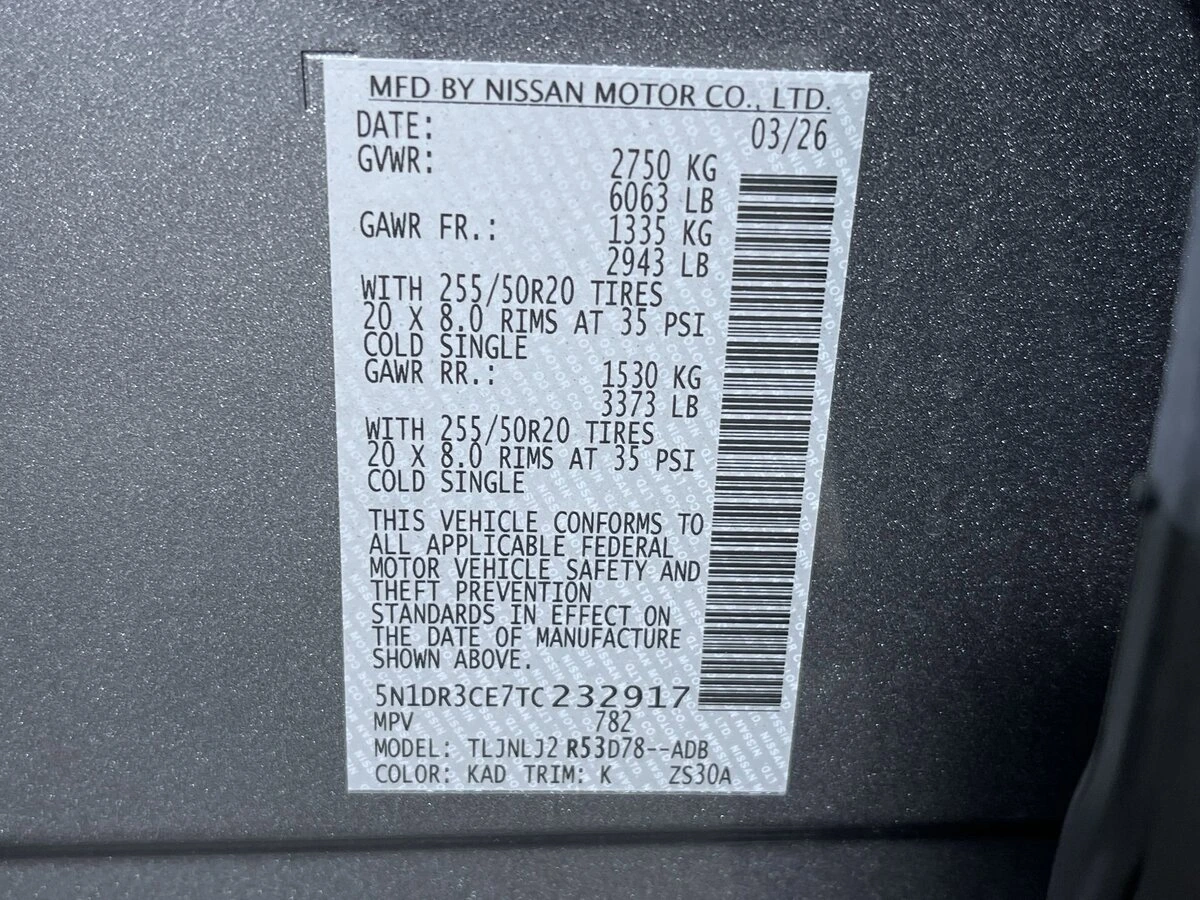 MFD BY NISSAN MOTOR CO., LTD.
DATE: 03/26
GVWR: 2750 KG
6063 LB
GAWR FR.: 1335 KG
2943 LB
WITH 255/50R20 TIRES
20 X 8.0 RIMS AT 35 PSI
COLD SINGLE
GAWR RR.: 1530 KG
3373 LB
WITH 255/50R20 TIRES
20 X 8.0 RIMS AT 35 PSI
COLD SINGLE
THIS VEHICLE CONFORMS TO
ALL APPLICABLE FEDERAL
MOTOR VEHICLE SAFETY AND
THEFT PREVENTION
STANDARDS IN EFFECT ON
THE DATE OF MANUFACTURE
SHOWN ABOVE.
5N1DR3CE7TC232917
MPV 782
MODEL: TLJNLJ2 R53D78--ADB
COLOR: KAD TRIM: K ZS30A